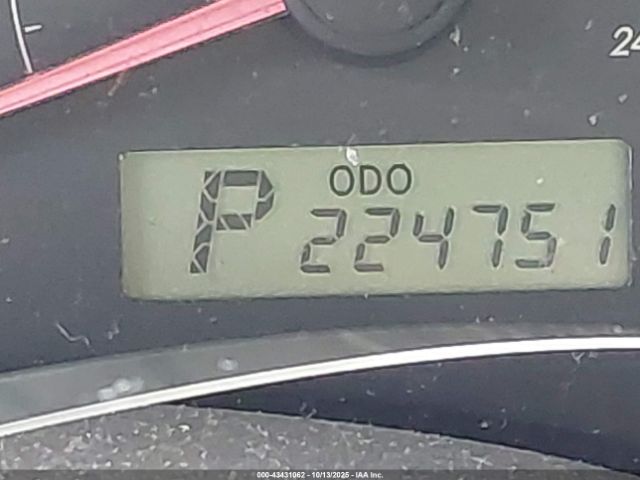 24
ODO
P 224751
000-43431062 - 10/13/2025 - IAA Inc.